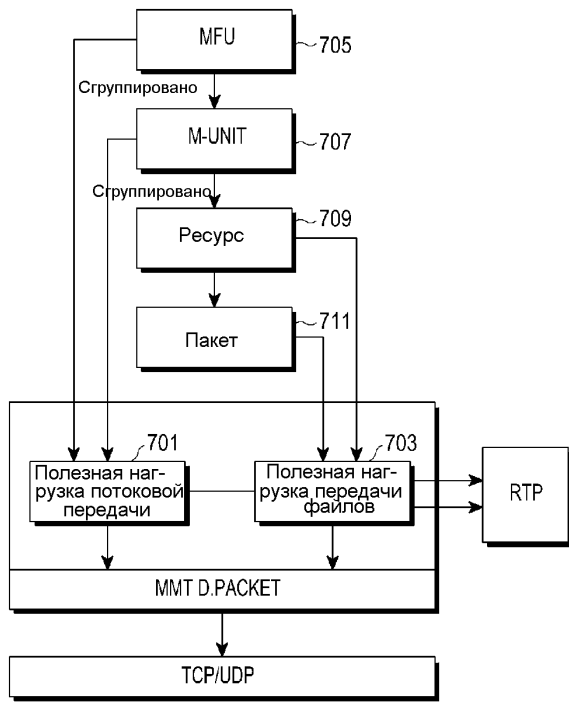 MFU
705
Сгруппировано
M-UNIT
707
Сгруппировано
Ресурс
709
Пакет
711
701
Полезная наг-
рузка потоковой
передачи
703
Полезная наг-
рузка передачи
файлов
RTP
MMT D.PACKET
TCP/UDP